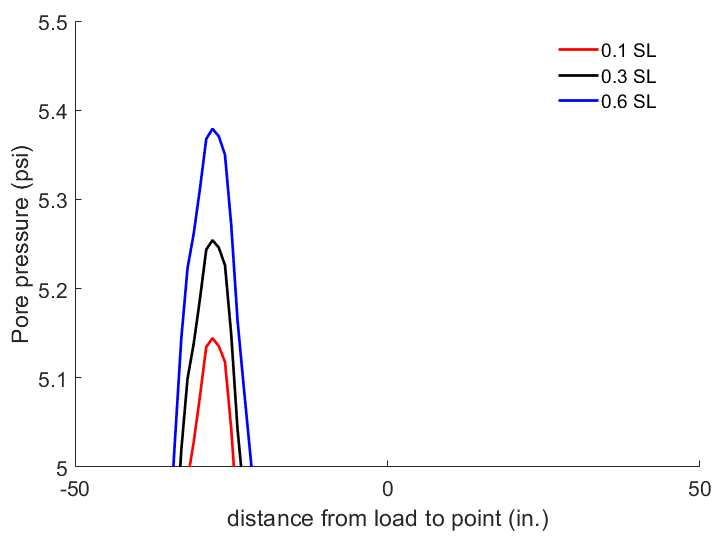 5.5
5.4
5.3
5.2
5.1
5
-50
0
50
Pore pressure (psi)
distance from load to point (in.)
0.1 SL
0.3 SL
0.6 SL